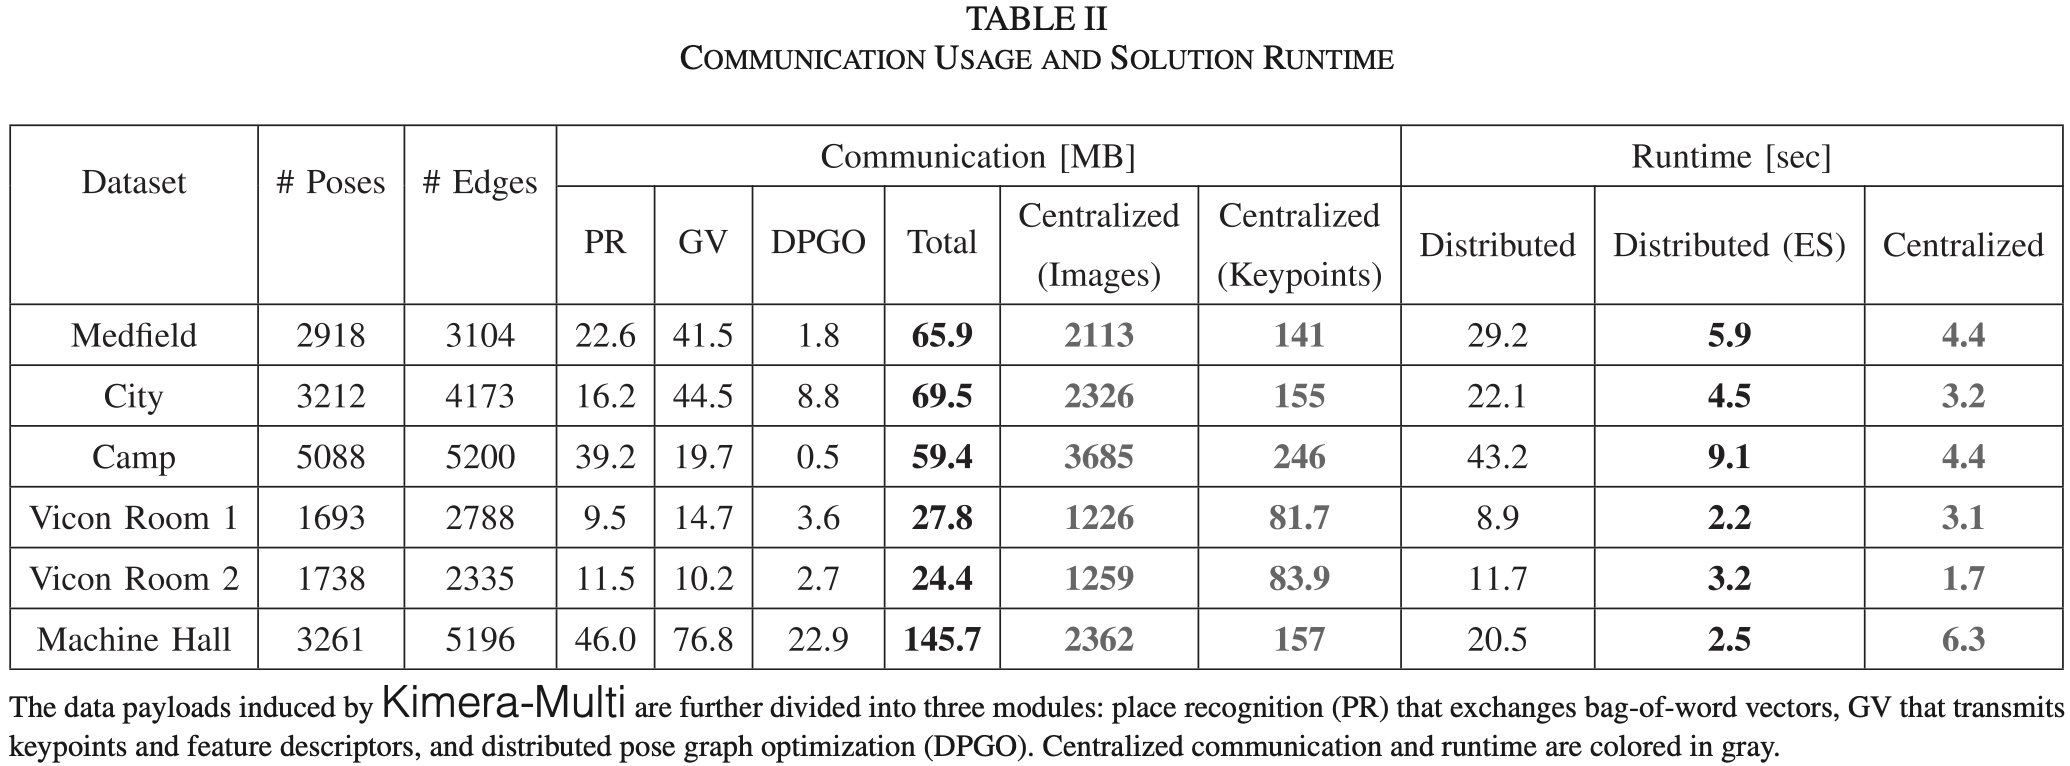 TABLE II
COMMUNICATION USAGE AND SOLUTION RUNTIME
Dataset # Poses # Edges Communication [MB] Runtime [sec]
PR GV DPGO Total Centralized (Images) Centralized (Keypoints) Distributed Distributed (ES) Centralized
Medfield 2918 3104 22.6 41.5 1.8 65.9 2113 141 29.2 5.9 4.4
City 3212 4173 16.2 44.5 8.8 69.5 2326 155 22.1 4.5 3.2
Camp 5088 5200 39.2 19.7 0.5 59.4 3685 246 43.2 9.1 4.4
Vicon Room 1 1693 2788 9.5 14.7 3.6 27.8 1226 81.7 8.9 2.2 3.1
Vicon Room 2 1738 2335 11.5 10.2 2.7 24.4 1259 83.9 11.7 3.2 1.7
Machine Hall 3261 5196 46.0 76.8 22.9 145.7 2362 157 20.5 2.5 6.3
The data payloads induced by Kimera-Multi are further divided into three modules: place recognition (PR) that exchanges bag-of-word vectors, GV that transmits
keypoints and feature descriptors, and distributed pose graph optimization (DPGO). Centralized communication and runtime are colored in gray.